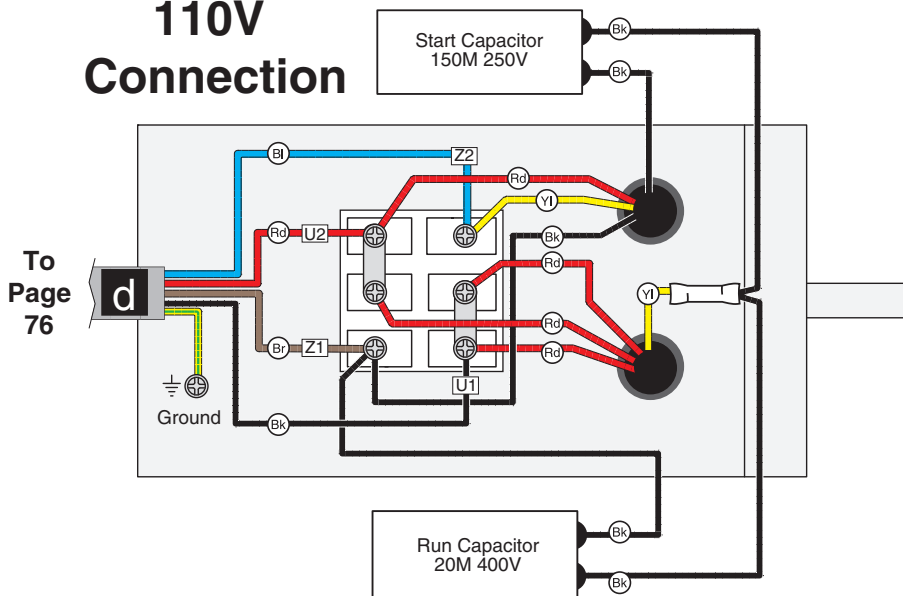 110V
Connection
Start Capacitor
150M 250V
Bk
Bk
Bl
Z2
Rd
Yl
Rd
U2
Bk
Rd
To
Page
76
d
Yl
Rd
Br
Z1
Rd
U1
Ground
Bk
Run Capacitor
20M 400V
Bk
Bk